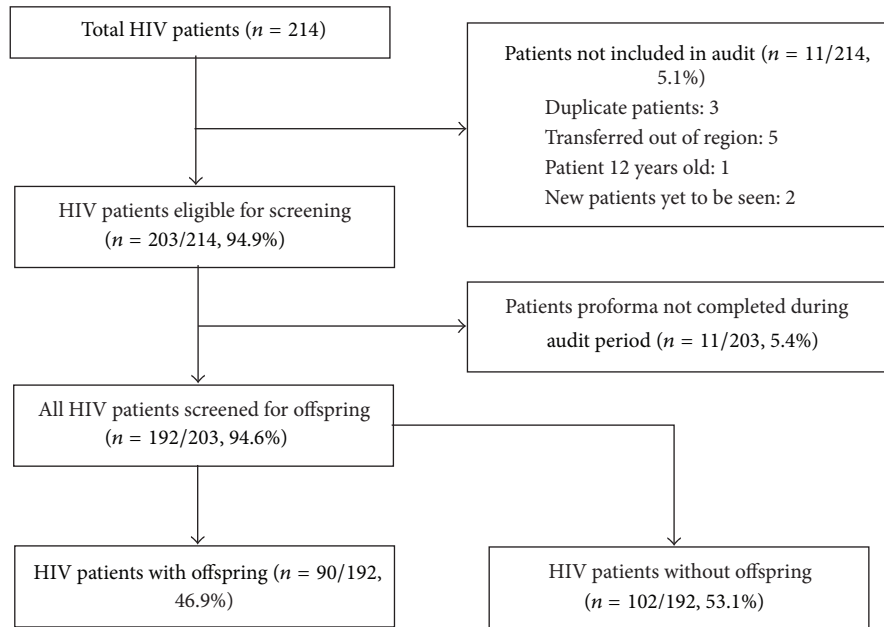 Total HIV patients (n = 214)
Patients not included in audit (n = 11/214,
5.1%)
Duplicate patients: 3
Transferred out of region: 5
Patient 12 years old: 1
New patients yet to be seen: 2
HIV patients eligible for screening
(n = 203/214, 94.9%)
Patients proforma not completed during
audit period (n = 11/203, 5.4%)
All HIV patients screened for offspring
(n = 192/203, 94.6%)
HIV patients with offspring (n = 90/192,
46.9%)
HIV patients without offspring
(n = 102/192, 53.1%)